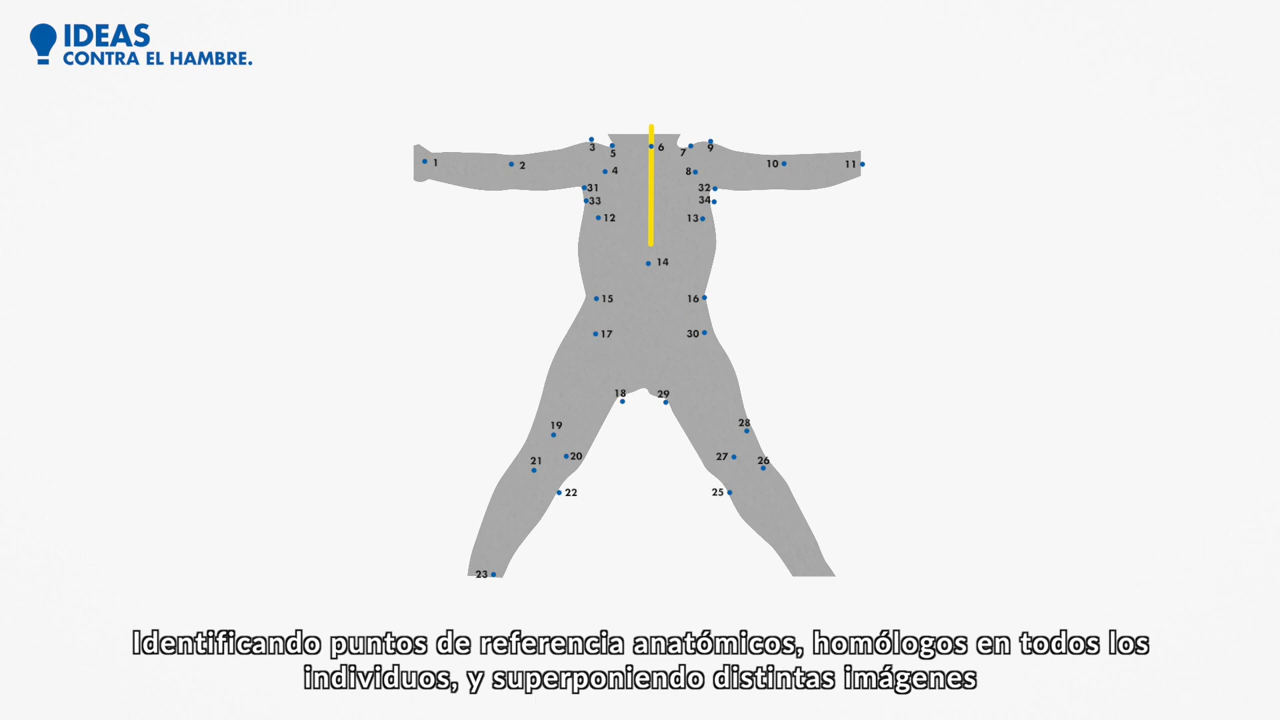 IDEAS
CONTRA EL HAMBRE.
3 5 6 7 9
1 2 4 8 10 11
31 32
33 34
12 13
14
15 16
17 30
18 29
19 28
20 27
21 26
22 25
23
Identificando puntos de referencia anatómicos, homólogos en todos los
individuos, y superponiendo distintas imágenes